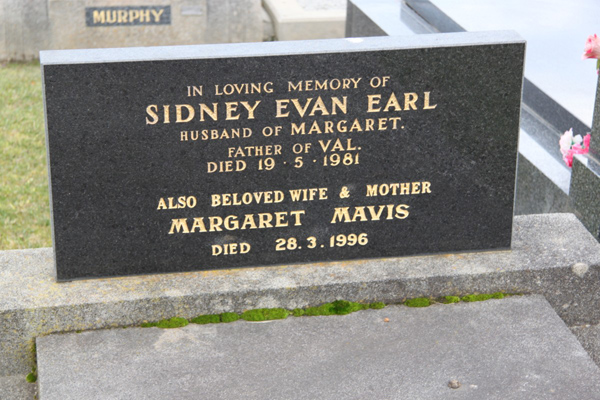 MURPHY
IN LOVING MEMORY OF
SIDNEY EVAN EARL
HUSBAND OF MARGARET.
FATHER OF VAL.
DIED 19·5·1981
ALSO BELOVED WIFE & MOTHER
MARGARET MAVIS
DIED 28.3.1996